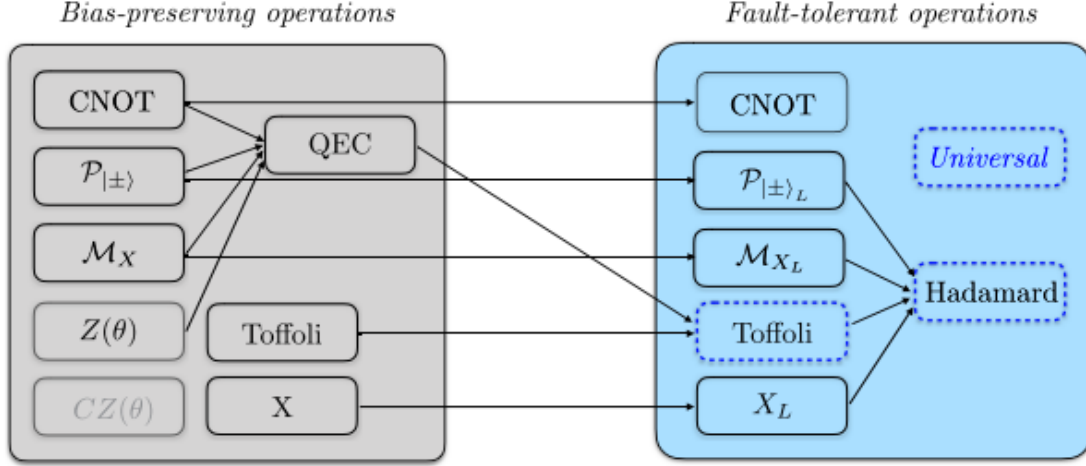 Bias-preserving operations
Fault-tolerant operations
CNOT
QEC
𝒫|±⟩
ℳX
Z(θ)
Toffoli
CZ(θ)
X
CNOT
Universal
𝒫|±⟩L
ℳXL
Hadamard
Toffoli
XL